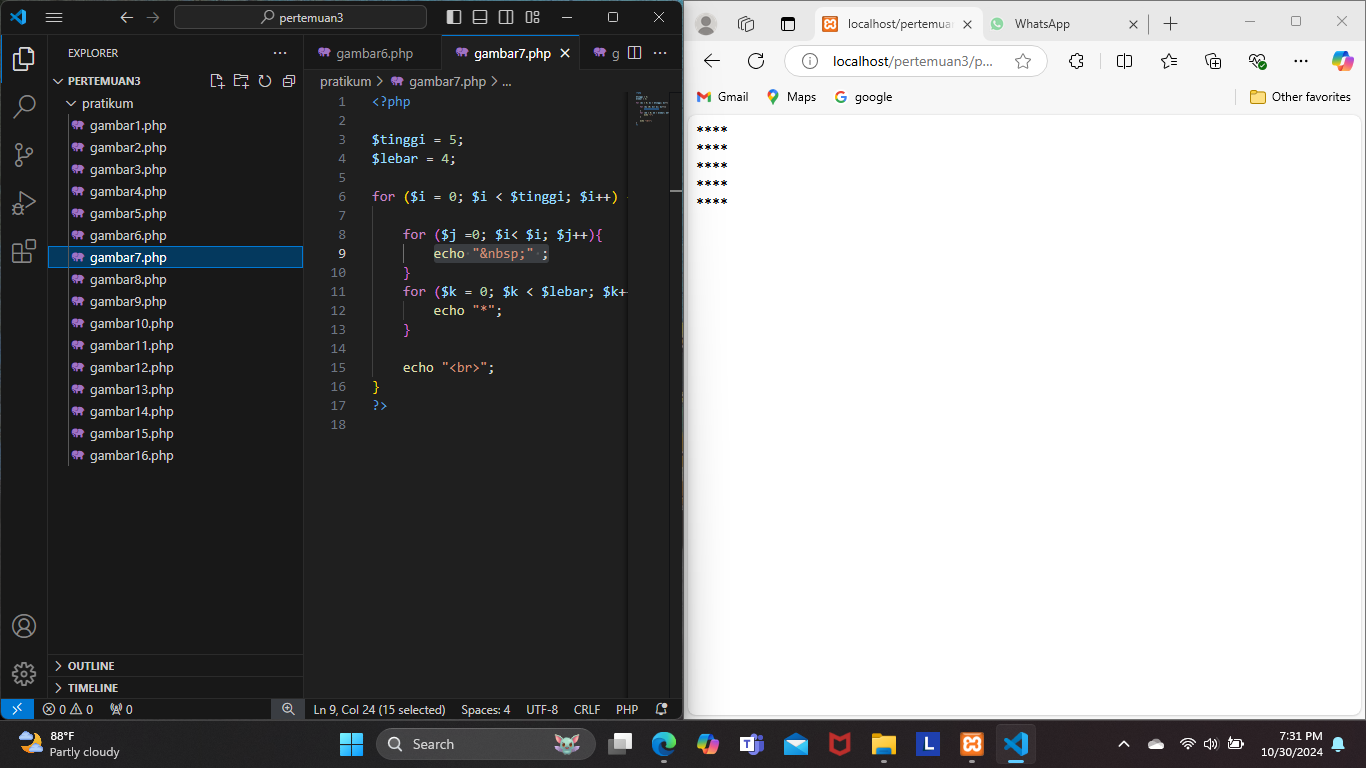 pertemuan3
EXPLORER
PERTEMUAN3
pratikum
gambar1.php
gambar2.php
gambar3.php
gambar4.php
gambar5.php
gambar6.php
gambar7.php
gambar8.php
gambar9.php
gambar10.php
gambar11.php
gambar12.php
gambar13.php
gambar14.php
gambar15.php
gambar16.php
OUTLINE
TIMELINE
gambar6.php
gambar7.php
g
pratikum > gambar7.php > ...
1 <?php
2
3 $tinggi = 5;
4 $lebar = 4;
5
6 for ($i = 0; $i < $tinggi; $i++)
7
8 for ($j =0; $i< $i; $j++){
9 echo "&nbsp;" ;
10 }
11 for ($k = 0; $k < $lebar; $k+
12 echo "*";
13 }
14
15 echo "<br>";
16 }
17 ?>
18
0 0 0 Ln 9, Col 24 (15 selected) Spaces: 4 UTF-8 CRLF PHP
localhost/pertemuan
WhatsApp
localhost/pertemuan3/p...
Gmail Maps google Other favorites
****
****
****
****
****
88°F
Partly cloudy
Search
L
7:31 PM
10/30/2024